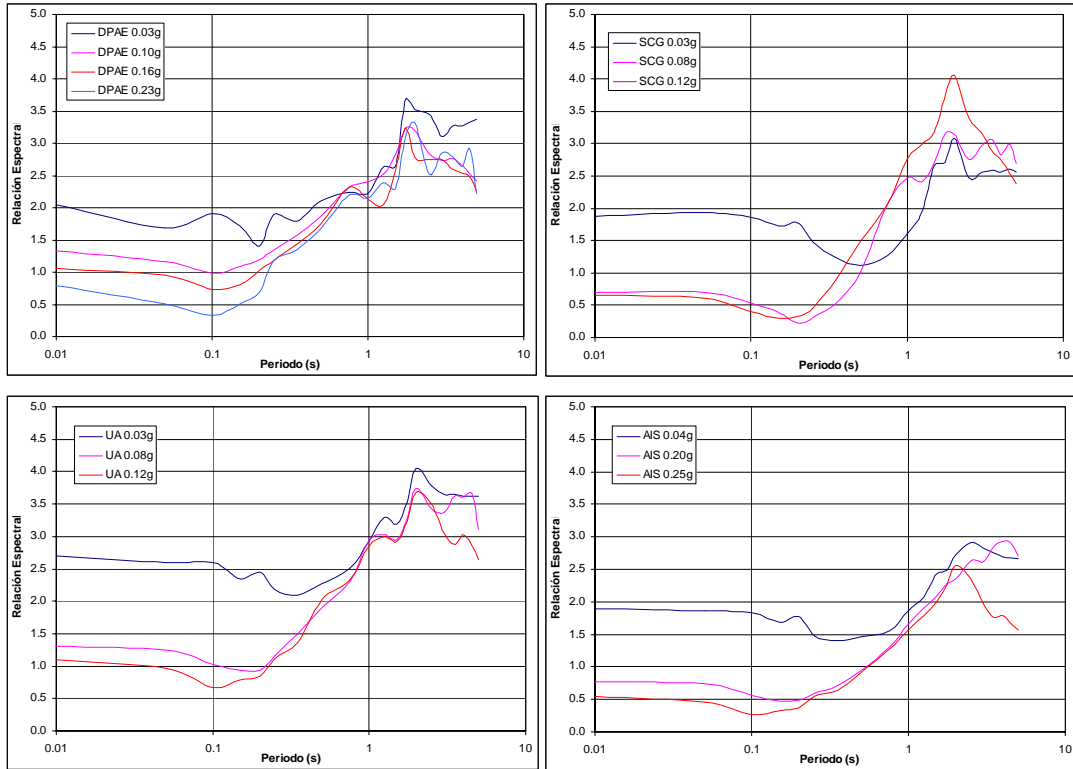 5.0
4.5
4.0
3.5
3.0
2.5
2.0
1.5
1.0
0.5
0.0
Relación Espectral
DPAE 0.03g
DPAE 0.10g
DPAE 0.16g
DPAE 0.23g
0.01
0.1
1
10
Periodo (s)
5.0
4.5
4.0
3.5
3.0
2.5
2.0
1.5
1.0
0.5
0.0
Relación Espectral
SCG 0.03g
SCG 0.08g
SCG 0.12g
0.01
0.1
1
10
Periodo (s)
5.0
4.5
4.0
3.5
3.0
2.5
2.0
1.5
1.0
0.5
0.0
Relación Espectral
UA 0.03g
UA 0.08g
UA 0.12g
0.01
0.1
1
10
Periodo (s)
5.0
4.5
4.0
3.5
3.0
2.5
2.0
1.5
1.0
0.5
0.0
Relación Espectral
AIS 0.04g
AIS 0.20g
AIS 0.25g
0.01
0.1
1
10
Periodo (s)